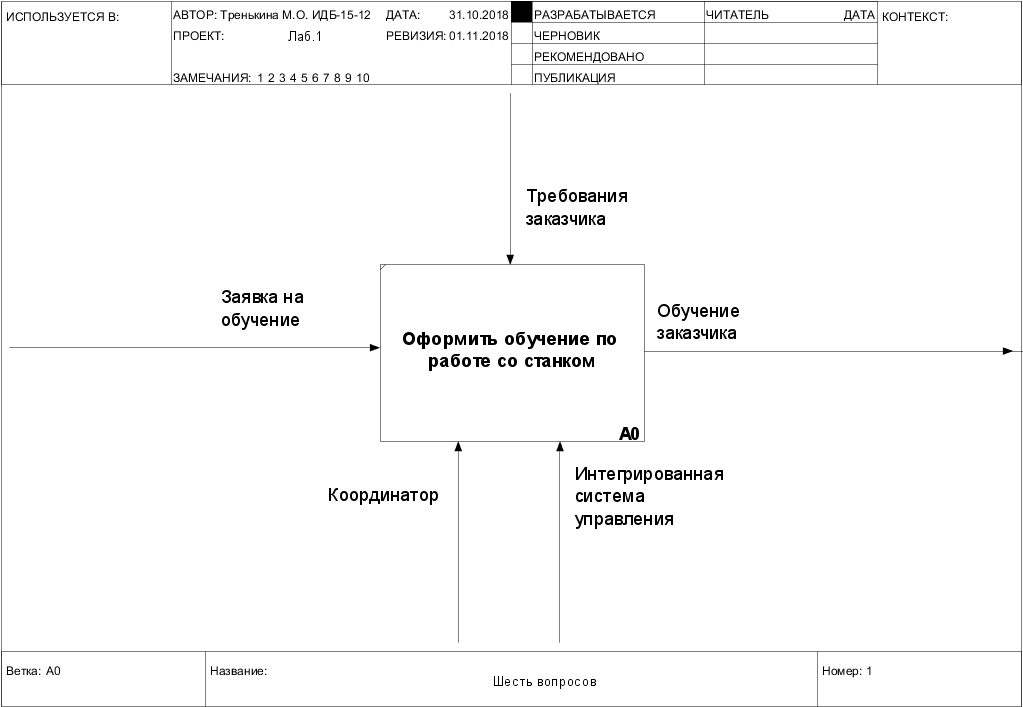 ИСПОЛЬЗУЕТСЯ В:
АВТОР: Тренькина М.О. ИДБ-15-12
ДАТА: 31.10.2018
ПРОЕКТ: Лаб.1
РЕВИЗИЯ: 01.11.2018
ЗАМЕЧАНИЯ: 1 2 3 4 5 6 7 8 9 10
РАЗРАБАТЫВАЕТСЯ
ЧЕРНОВИК
РЕКОМЕНДОВАНО
ПУБЛИКАЦИЯ
ЧИТАТЕЛЬ ДАТА
КОНТЕКСТ:
Требования
заказчика
Заявка на
обучение
Оформить обучение по
работе со станком
A0
Обучение
заказчика
Координатор
Интегрированная
система
управления
Ветка: A0
Название:
Шесть вопросов
Номер: 1